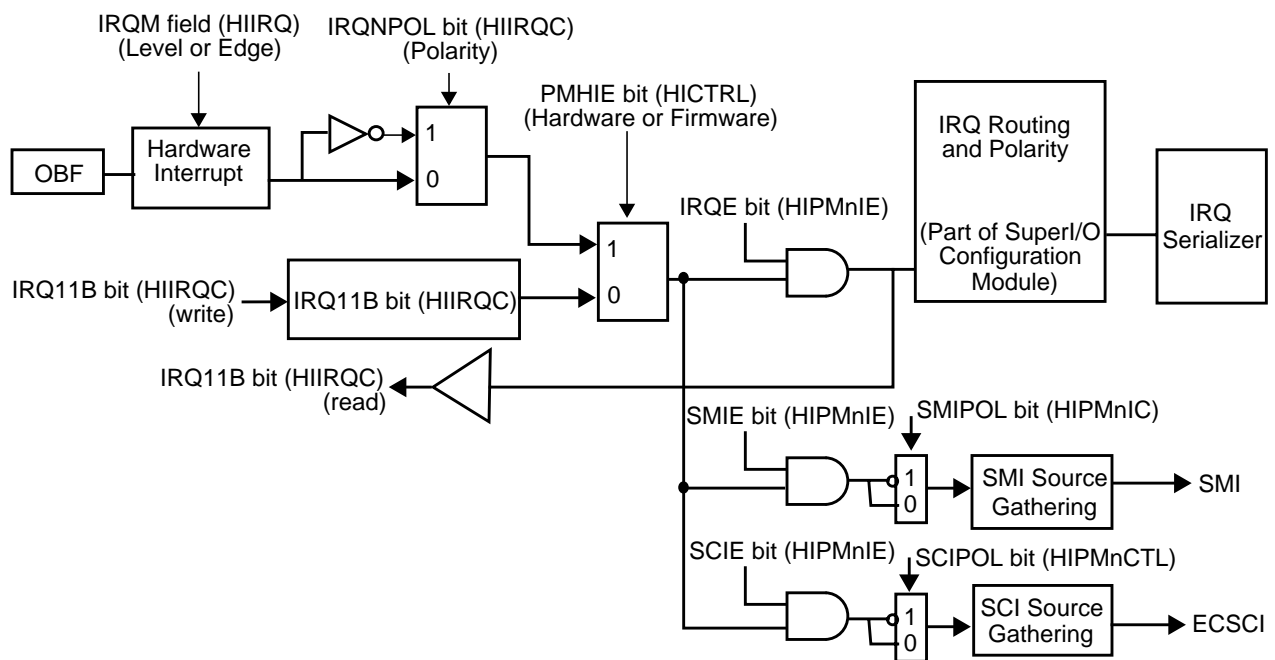 IRQM field (HIIRQ)
(Level or Edge)
IRQNPOL bit (HIIRQC)
(Polarity)
PMHIE bit (HICTRL)
(Hardware or Firmware)
OBF
Hardware
Interrupt
1
0
IRQ Routing
and Polarity
(Part of SuperI/O
Configuration
Module)
IRQ
Serializer
IRQE bit (HIPMnIE)
1
0
IRQ11B bit (HIIRQC)
(write)
IRQ11B bit (HIIRQC)
IRQ11B bit (HIIRQC)
(read)
SMIE bit (HIPMnIE)
SMIPOL bit (HIPMnIC)
1
0
SMI Source
Gathering
SMI
SCIE bit (HIPMnIE)
SCIPOL bit (HIPMnCTL)
1
0
SCI Source
Gathering
ECSCI